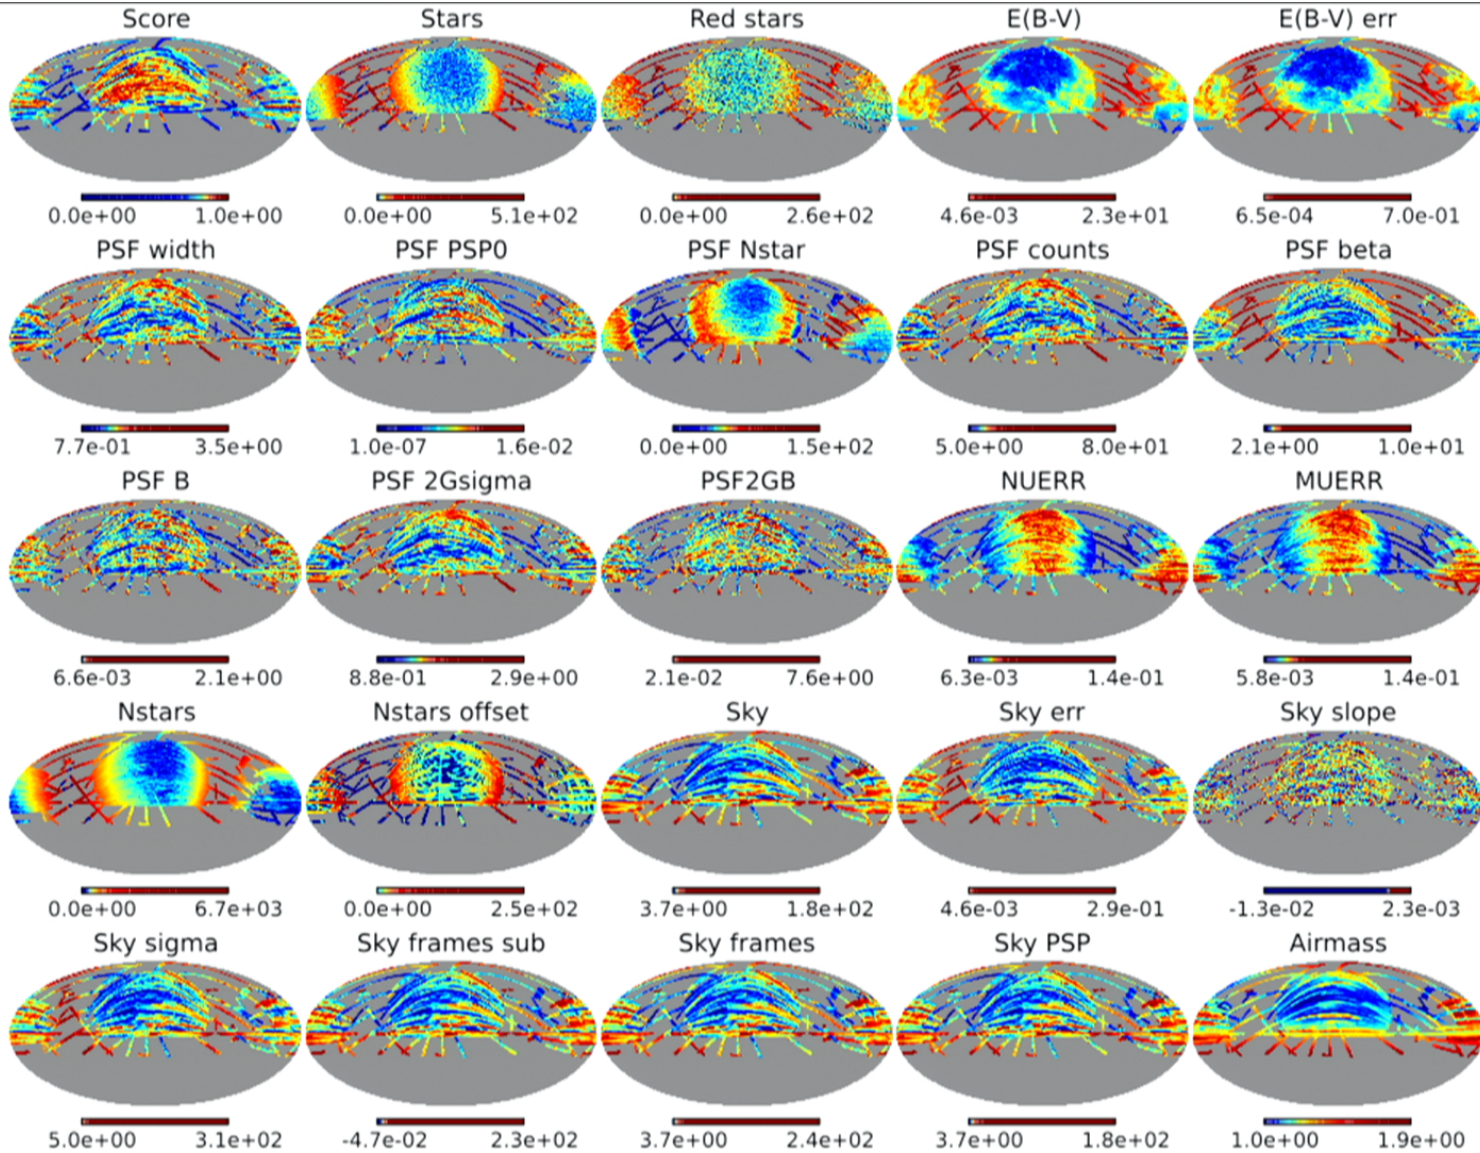 Score Stars Red stars E(B-V) E(B-V) err
0.0e+00 1.0e+00 0.0e+00 5.1e+02 0.0e+00 2.6e+02 4.6e-03 2.3e+01 6.5e-04 7.0e-01
PSF width PSF PSP0 PSF Nstar PSF counts PSF beta
7.7e-01 3.5e+00 1.0e-07 1.6e-02 0.0e+00 1.5e+02 5.0e+00 8.0e+01 2.1e+00 1.0e+01
PSF B PSF 2Gsigma PSF2GB NUERR MUERR
6.6e-03 2.1e+00 8.8e-01 2.9e+00 2.1e-02 7.6e+00 6.3e-03 1.4e-01 5.8e-03 1.4e-01
Nstars Nstars offset Sky Sky err Sky slope
0.0e+00 6.7e+03 0.0e+00 2.5e+02 3.7e+00 1.8e+02 4.6e-03 2.9e-01 -1.3e-02 2.3e-03
Sky sigma Sky frames sub Sky frames Sky PSP Airmass
5.0e+00 3.1e+02 -4.7e-02 2.3e+02 3.7e+00 2.4e+02 3.7e+00 1.8e+02 1.0e+00 1.9e+00